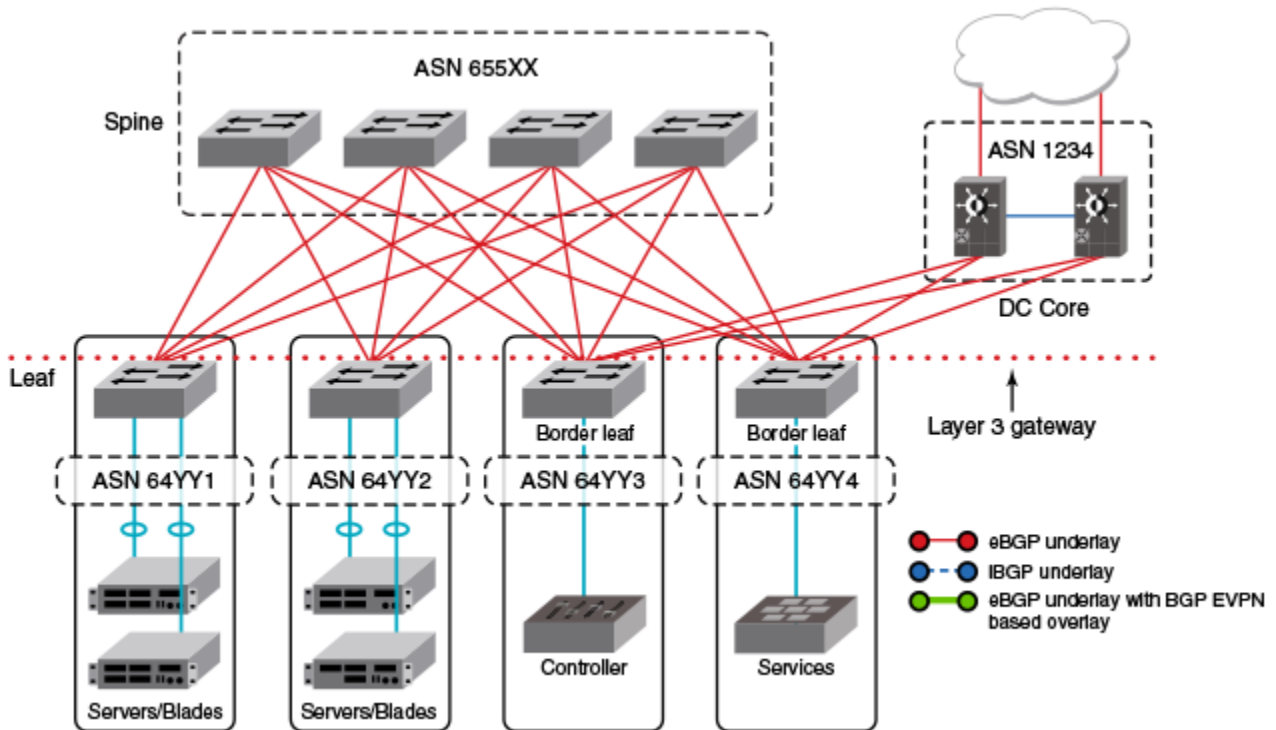 ASN 655XX
Spine
ASN 1234
DC Core
Leaf
Border leaf
Border leaf
Layer 3 gateway
ASN 64YY1
ASN 64YY2
ASN 64YY3
ASN 64YY4
eBGP underlay
IBGP underlay
eBGP underlay with BGP EVPN
based overlay
Controller
Services
Servers/Blades
Servers/Blades